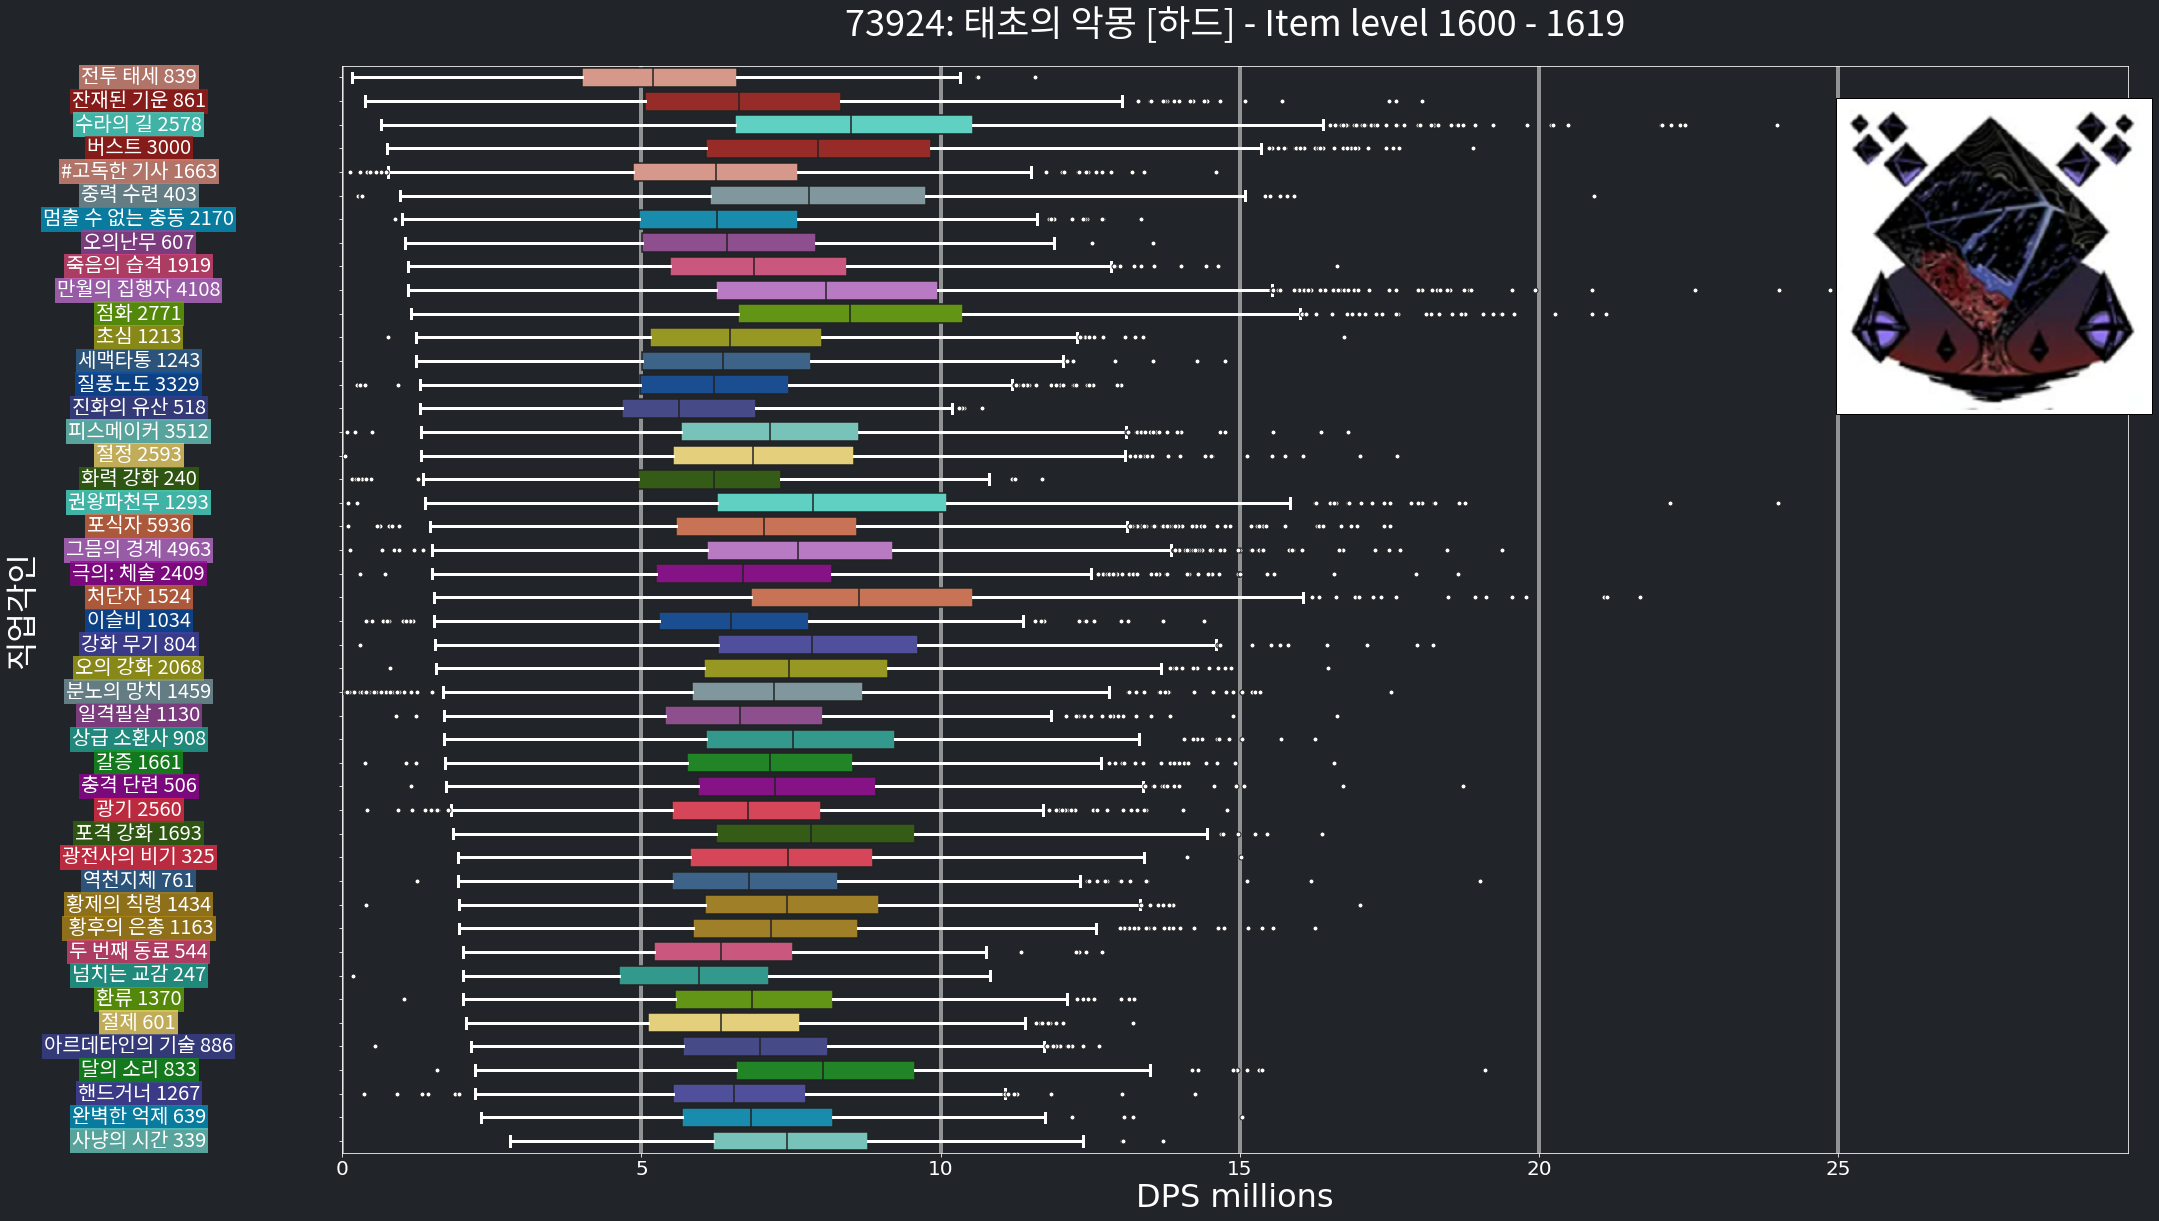 73924: 태초의 악몽 [하드] - Item level 1600 - 1619
전투 태세 839
잔재된 기운 861
수라의 길 2578
버스트 3000
#고독한 기사 1663
중력 수련 403
멈출 수 없는 충동 2170
오의난무 607
죽음의 습격 1919
만월의 집행자 4108
점화 2771
초심 1213
세맥타통 1243
질풍노도 3329
진화의 유산 518
피스메이커 3512
절정 2593
화력 강화 240
권왕파천무 1293
포식자 5936
그믐의 경계 4963
극의: 체술 2409
처단자 1524
이슬비 1034
강화 무기 804
오의 강화 2068
분노의 망치 1459
일격필살 1130
상급 소환사 908
갈증 1661
충격 단련 506
광기 2560
포격 강화 1693
광전사의 비기 325
역천지체 761
황제의 칙령 1434
황후의 은총 1163
두 번째 동료 544
넘치는 교감 247
환류 1370
절제 601
아르데타인의 기술 886
달의 소리 833
핸드거너 1267
완벽한 억제 639
사냥의 시간 339
직업각인
0 5 10 15 20 25
DPS millions